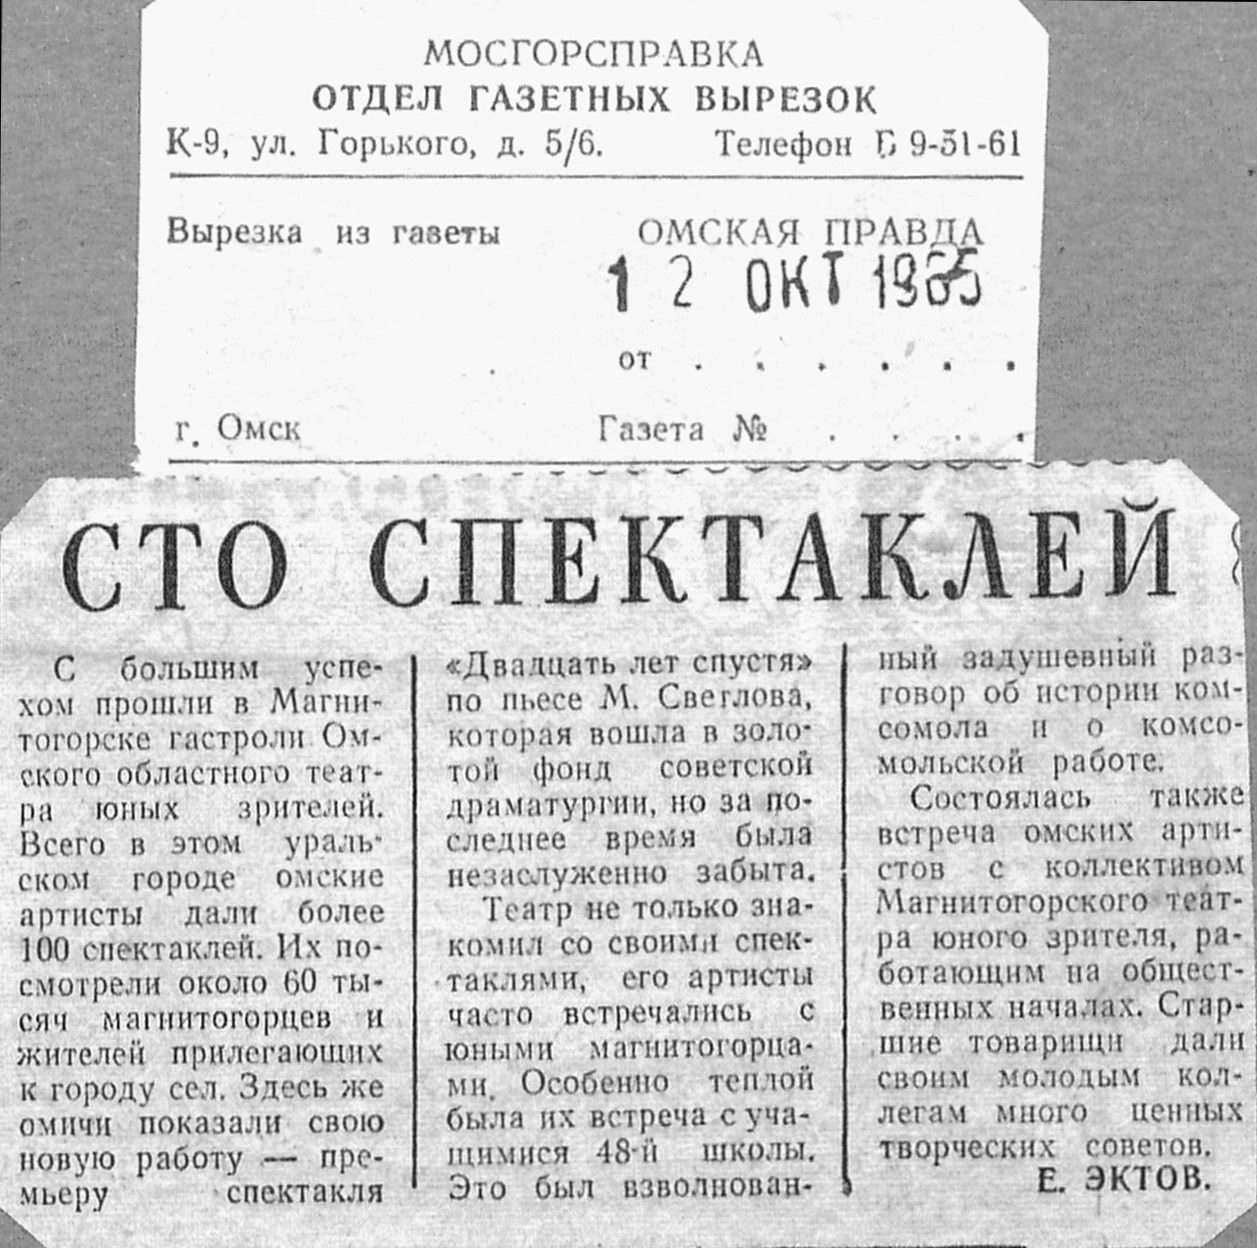 МОСГОРСПРАВКА
ОТДЕЛ ГАЗЕТНЫХ ВЫРЕЗОК
К-9, ул. Горького, д. 5/6. Телефон Б 9-51-61
Вырезка из газеты ОМСКАЯ ПРАВДА
12 ОКТ 1965
от . . . . . .
г. Омск Газета № . . . .
СТО СПЕКТАКЛЕЙ
С большим успе-
хом прошли в Магни-
тогорске гастроли Ом-
ского областного теат-
ра юных зрителей.
Всего в этом ураль-
ском городе омские
артисты дали более
100 спектаклей. Их по-
смотрели около 60 ты-
сяч магнитогорцев и
жителей прилегающих
к городу сел. Здесь же
омичи показали свою
новую работу — пре-
мьеру спектакля
«Двадцать лет спустя»
по пьесе М. Светлова,
которая вошла в золо-
той фонд советской
драматургии, но за по-
следнее время была
незаслуженно забыта.
Театр не только зна-
комил со своими спек-
таклями, его артисты
часто встречались с
юными магнитогорца-
ми. Особенно теплой
была их встреча с уча-
щимися 48-й школы.
Это был взволнован-
ный задушевный раз-
говор об истории ком-
сомола и о комсо-
мольской работе.
Состоялась также
встреча омских арти-
стов с коллективом
Магнитогорского теат-
ра юного зрителя, ра-
ботающим на общест-
венных началах. Стар-
шие товарищи дали
своим молодым кол-
легам много ценных
творческих советов.
Е. ЭКТОВ.